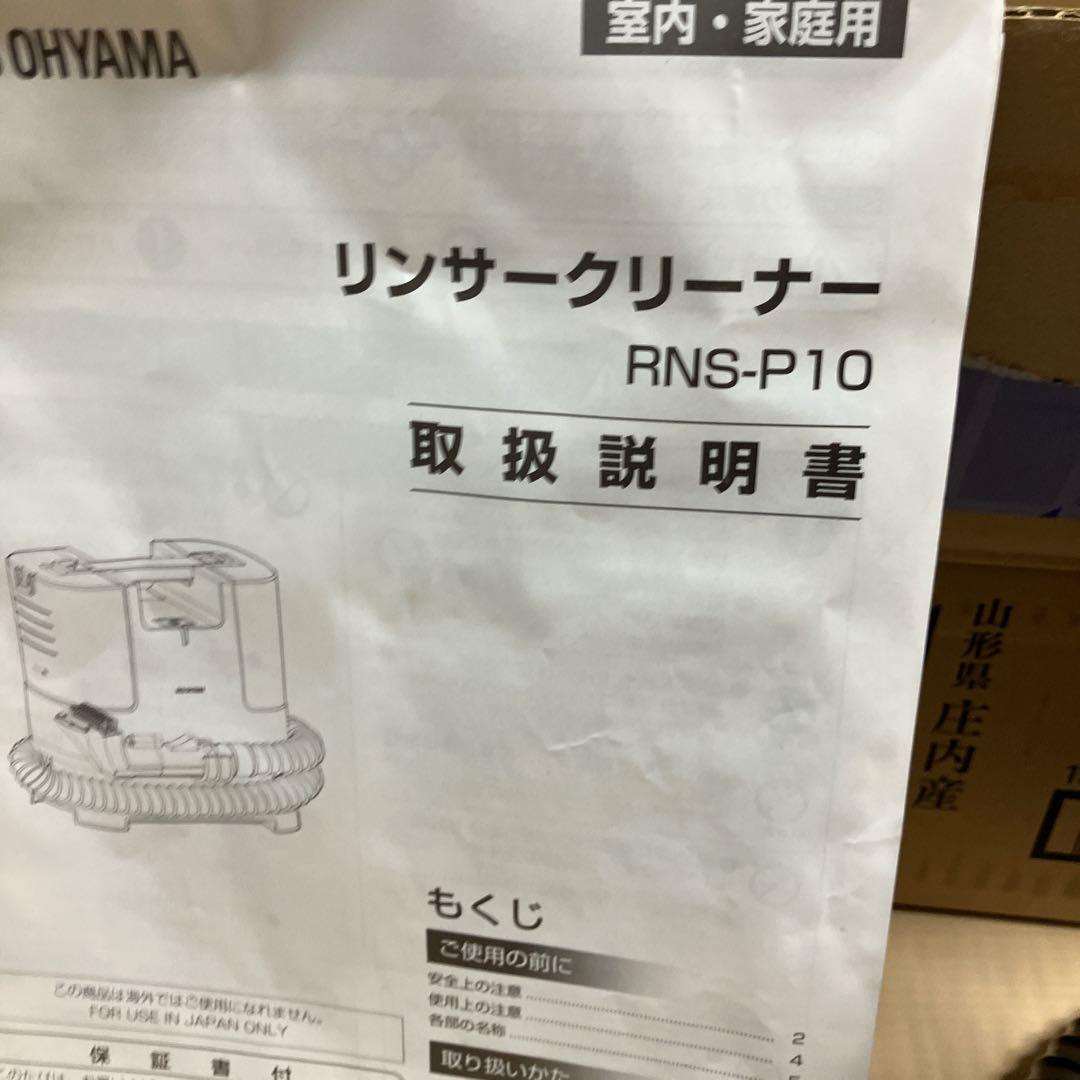 OHYAMA
室内・家庭用
リンサークリーナー
RNS-P10
取扱説明書
もくじ
ご使用の前に
安全上の注意 2
使用上の注意 4
各部の名称 5
取り扱いかた
この商品は海外ではご使用になれません。
FOR USE IN JAPAN ONLY
保証書付
山形県
庄内産